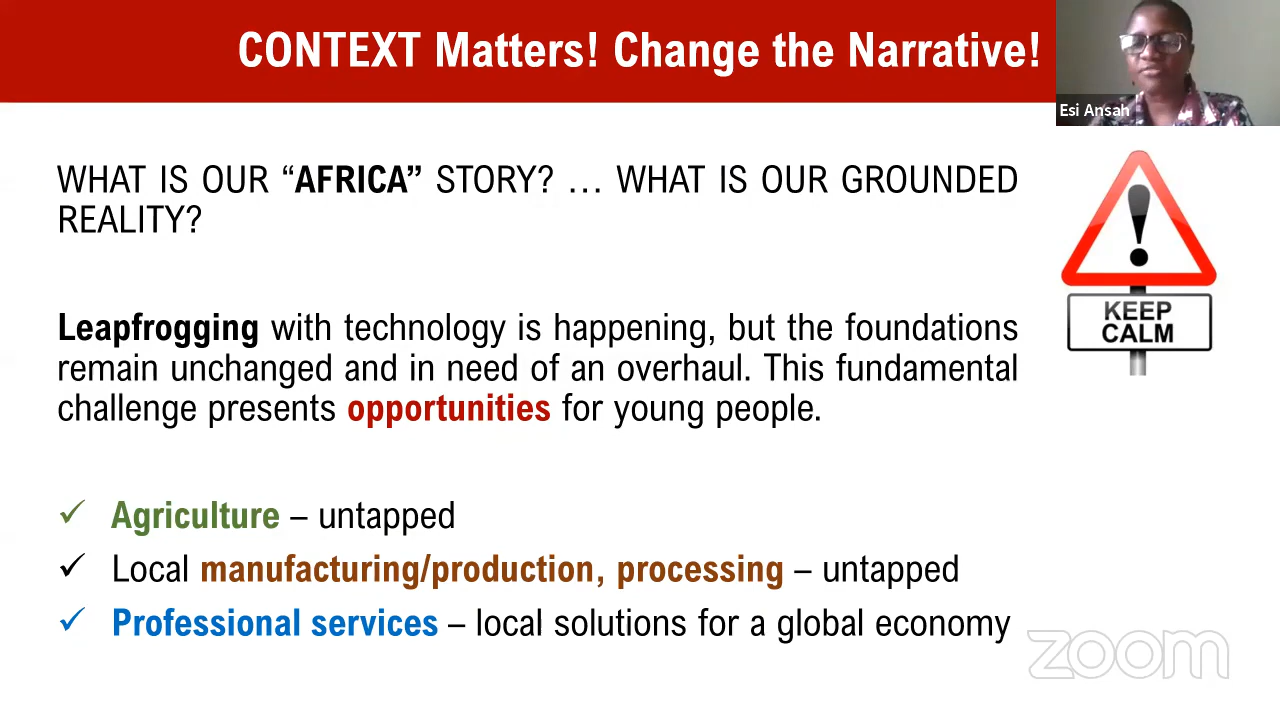 CONTEXT Matters! Change the Narrative!
Esi Ansah
WHAT IS OUR “AFRICA” STORY? … WHAT IS OUR GROUNDED
REALITY?
KEEP
CALM
Leapfrogging with technology is happening, but the foundations
remain unchanged and in need of an overhaul. This fundamental
challenge presents opportunities for young people.
✓ Agriculture – untapped
✓ Local manufacturing/production, processing – untapped
✓ Professional services – local solutions for a global economy
zoom